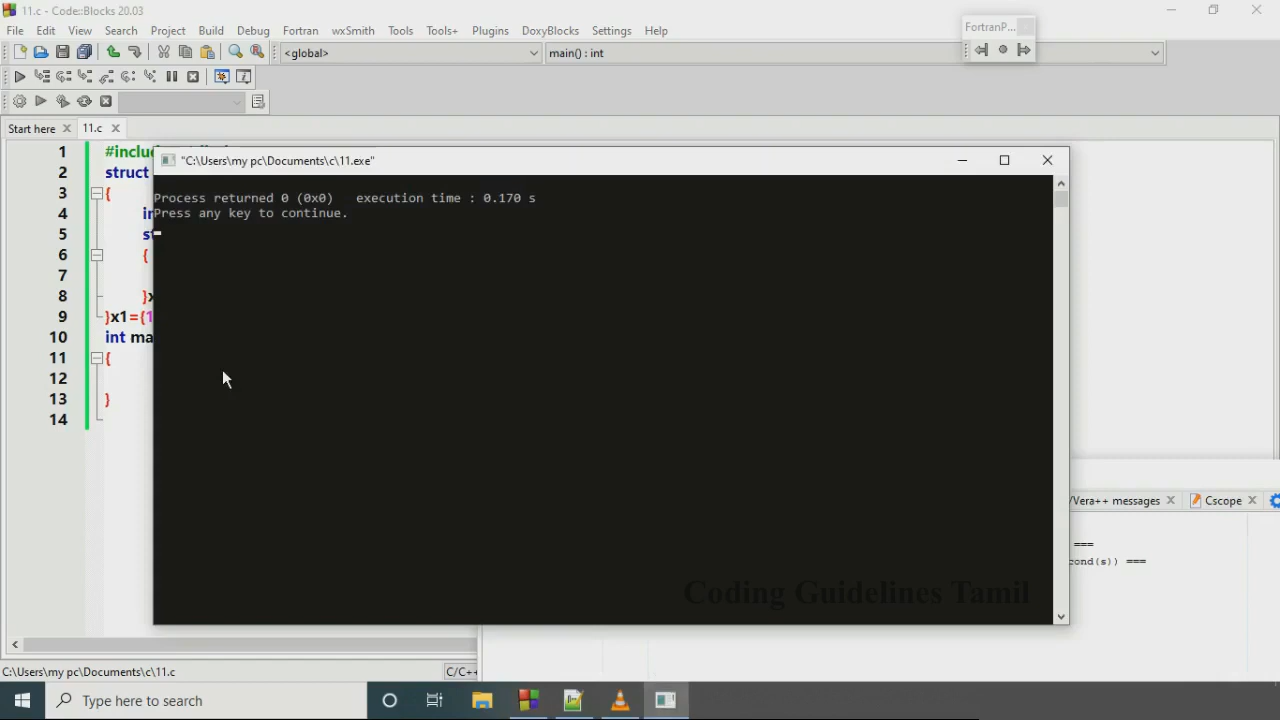 11.c - Code::Blocks 20.03
File Edit View Search Project Build Debug Fortran wxSmith Tools Tools+ Plugins DoxyBlocks Settings Help
FortranP...
<global>
main() : int
Start here
11.c
"C:\Users\my pc\Documents\c\11.exe"
Process returned 0 (0x0)   execution time : 0.170 s
Press any key to continue.
1
2 struct
3 {
4
5
6 {
7
8 }x
9 }x1={1
10 int ma
11 {
12
13 }
14
/Vera++ messages
Cscope
===
cond(s)) ===
Coding Guidelines Tamil
C:\Users\my pc\Documents\c\11.c
C/C++
Type here to search